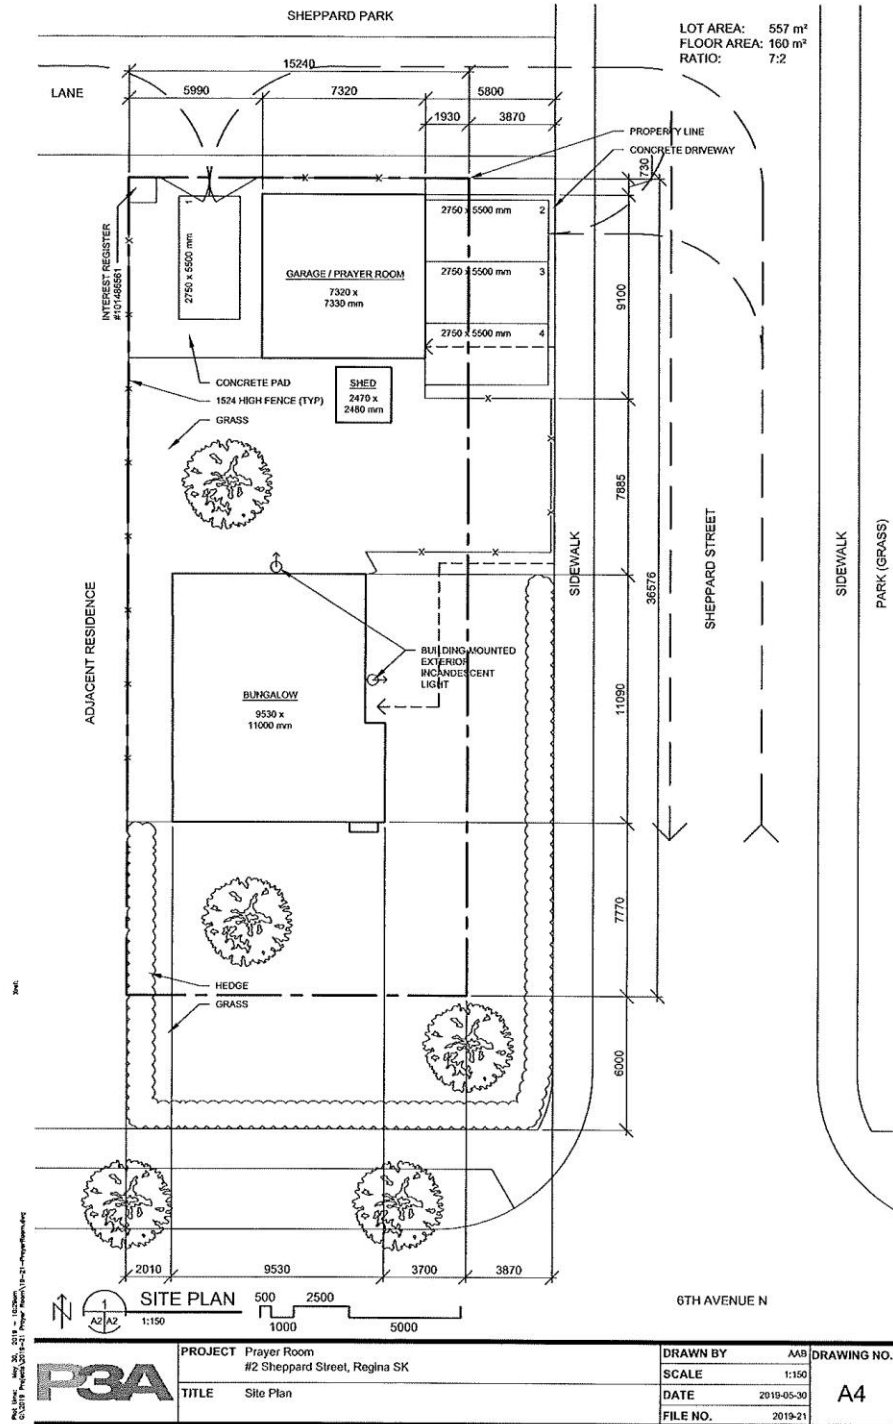 SHEPPARD PARK
LOT AREA: 557 m²
FLOOR AREA: 160 m²
RATIO: 7:2
15240
LANE
5990
7320
5800
1930
3870
PROPERTY LINE
CONCRETE DRIVEWAY
730
INTEREST REGISTER
#101486561
1
2750 x 5500 mm
GARAGE / PRAYER ROOM
7320 x
7330 mm
2750 x 5500 mm 2
2750 x 5500 mm 3
2750 x 5500 mm 4
9100
CONCRETE PAD
1524 HIGH FENCE (TYP)
GRASS
SHED
2470 x
2480 mm
7885
SIDEWALK
36576
SHEPPARD STREET
SIDEWALK
PARK (GRASS)
ADJACENT RESIDENCE
BUILDING MOUNTED
EXTERIOR
INCANDESCENT
LIGHT
BUNGALOW
9530 x
11000 mm
11090
7770
HEDGE
GRASS
6000
2010
9530
3700
3870
N
1
A2 A2
SITE PLAN
1:150
500
2500
1000
5000
6TH AVENUE N
P3A
PROJECT Prayer Room
#2 Sheppard Street, Regina SK
TITLE Site Plan
DRAWN BY AAB
SCALE 1:150
DATE 2019-05-30
FILE NO. 2019-21
DRAWING NO.
A4